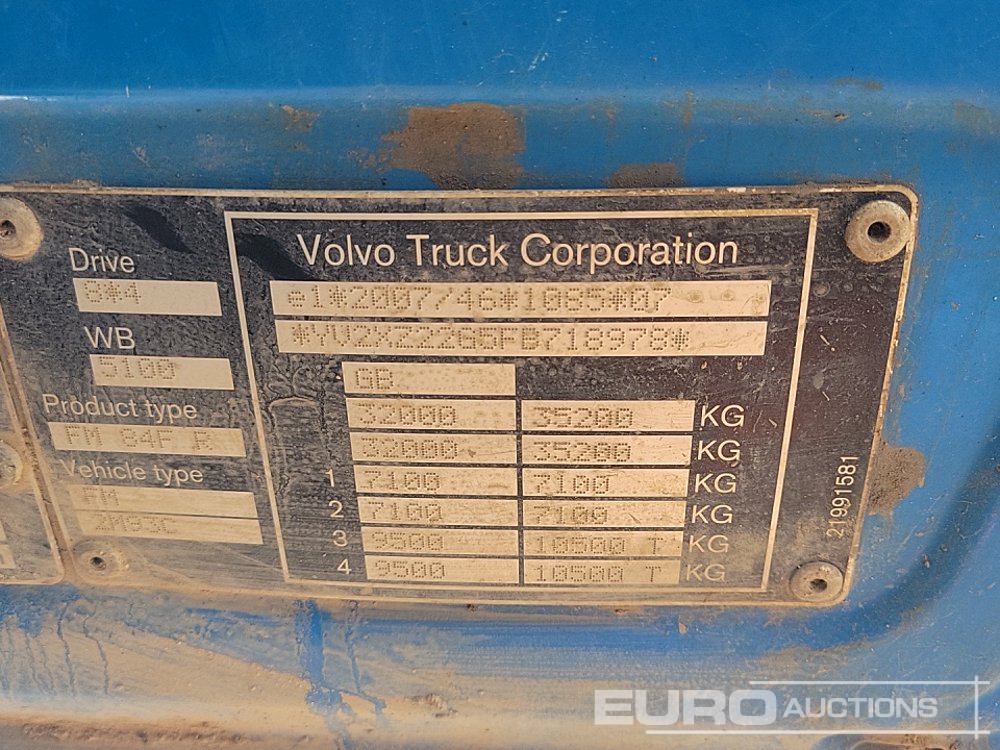 Drive
8*4
WB
5100
Product type
FM 84F R
Vehicle type
FM
2M93C
Volvo Truck Corporation
e1*2007/46*1085*07
*YV2XZ22G5FB718978*
GB
32000 35200 KG
32000 35200 KG
1 7100 7100 KG
2 7100 7100 KG
3 9500 10500 T KG
4 9500 10500 T KG
21991581
EURO AUCTIONS